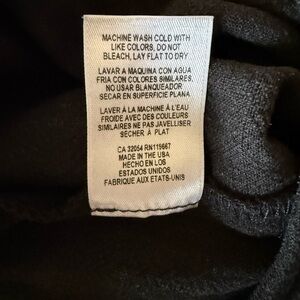 MACHINE WASH COLD WITH
LIKE COLORS, DO NOT
BLEACH, LAY FLAT TO DRY
LAVAR A MAQUINA CON AGUA
FRIA CON COLORES SIMILARES,
NO USAR BLANQUEADOR
SECAR EN SUPERFICIE PLANA
LAVER À LA MACHINE À L'EAU
FROIDE AVEC DES COULEURS
SIMILAIRES NE PAS JAVELLISER
SÉCHER À PLAT
CA 32054 RN119667
MADE IN THE USA
HECHO EN LOS
ESTADOS UNIDOS
FABRIQUE AUX ETATS-UNIS